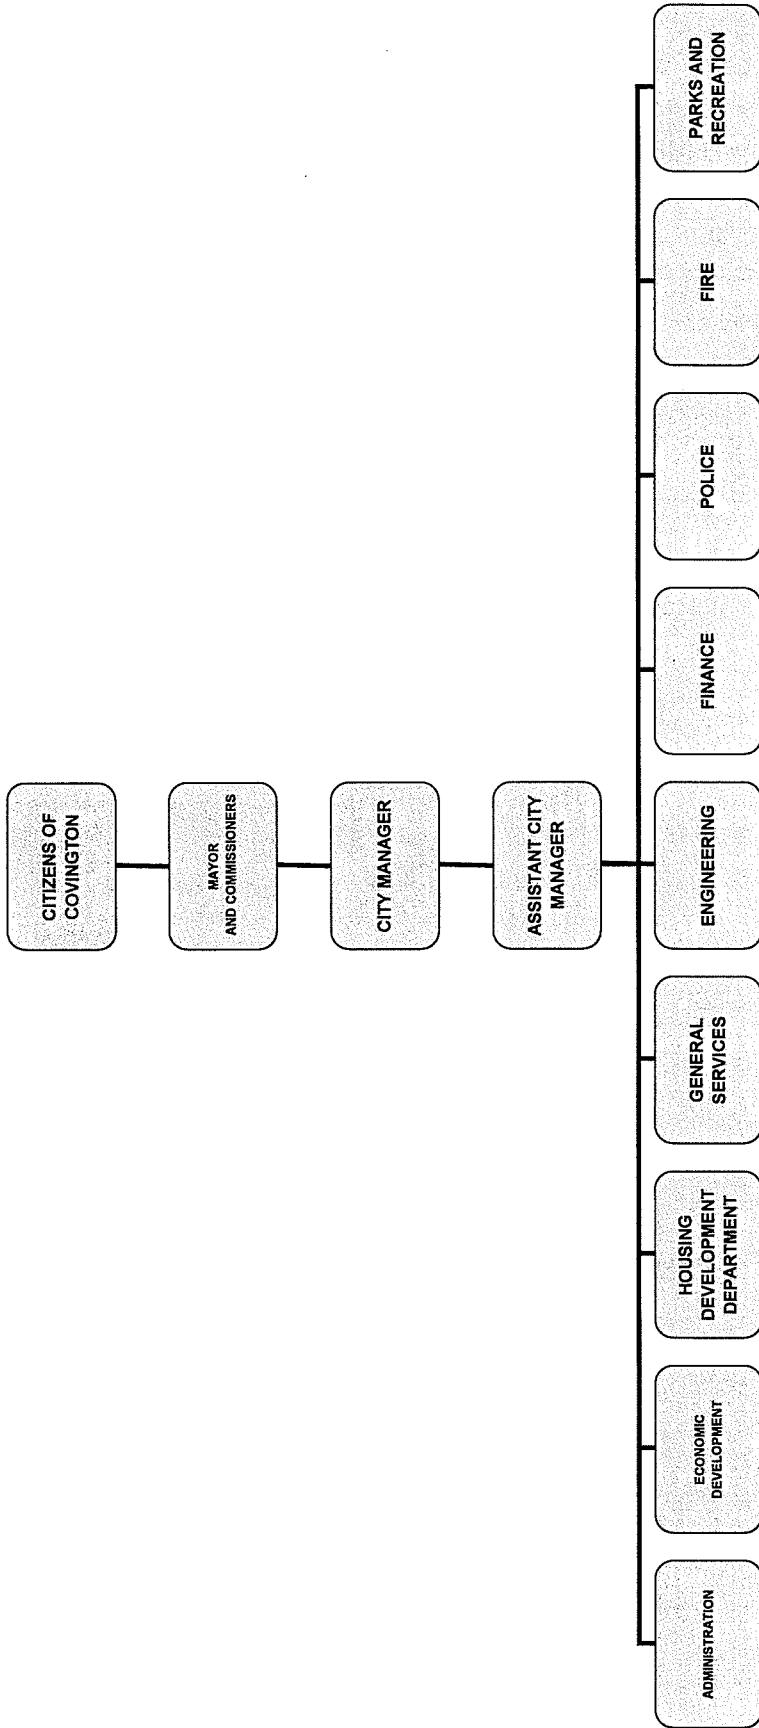 CITIZENS OF
COVINGTON
MAYOR
AND COMMISSIONERS
CITY MANAGER
ASSISTANT CITY
MANAGER
ADMINISTRATION
ECONOMIC
DEVELOPMENT
HOUSING
DEVELOPMENT
DEPARTMENT
GENERAL
SERVICES
ENGINEERING
FINANCE
POLICE
FIRE
PARKS AND
RECREATION